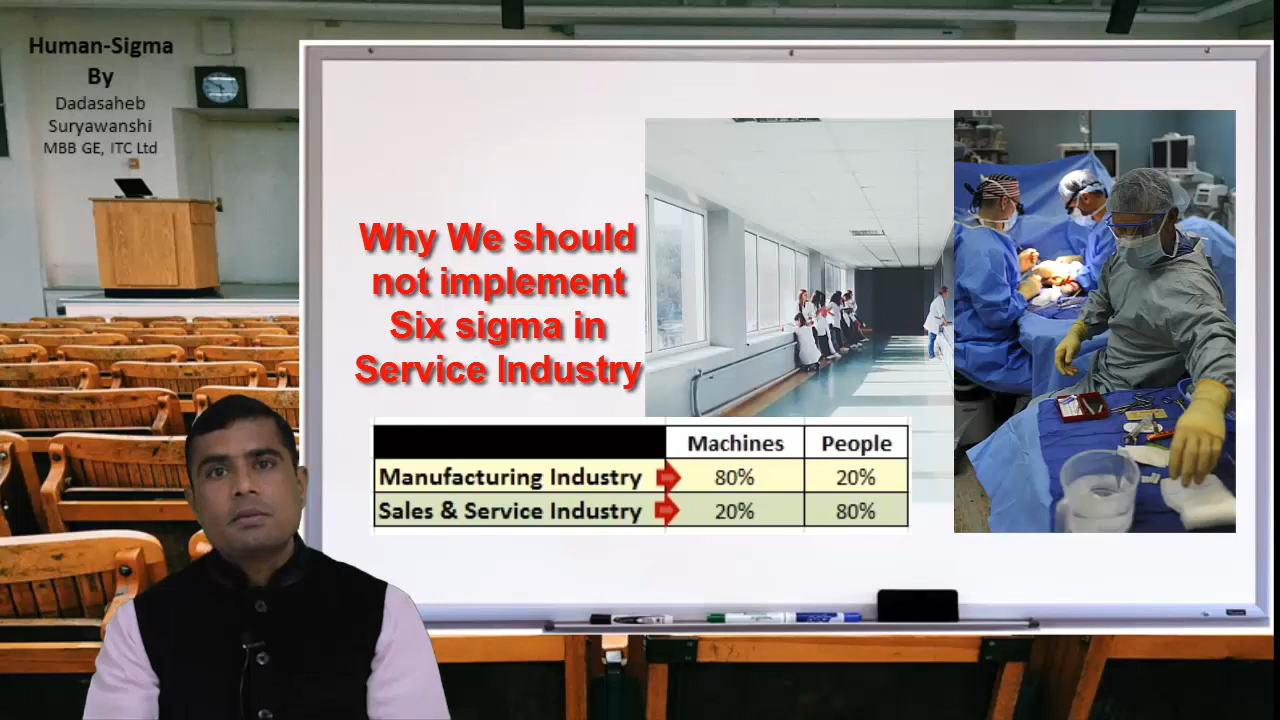 Human-Sigma
By
Dadasaheb
Suryawanshi
MBB GE, ITC Ltd
Why We should
not implement
Six sigma in
Service Industry
Machines People
Manufacturing Industry 80% 20%
Sales & Service Industry 20% 80%